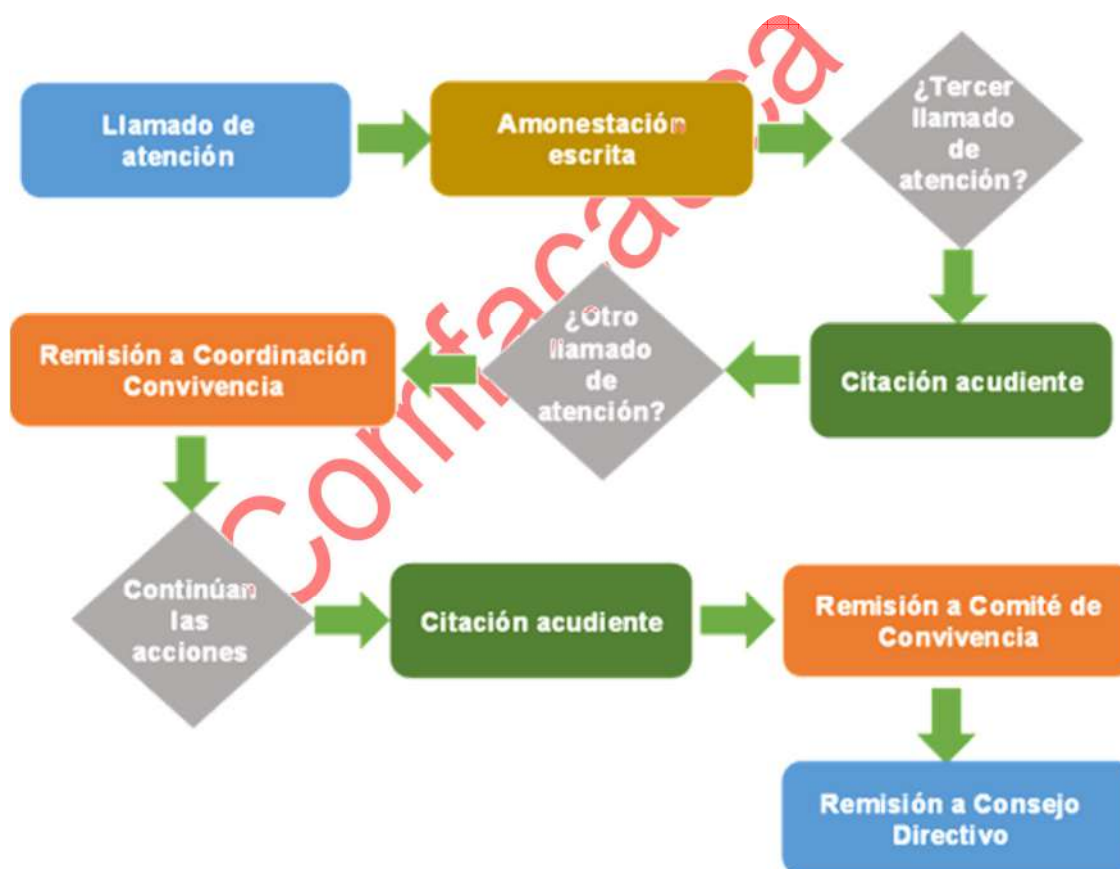 Llamado de
atención
Amonestación
escrita
¿Tercer
llamado
de
atención?
Citación acudiente
¿Otro
llamado
de
atención?
Remisión a Coordinación
Convivencia
Continúan
las
acciones
Citación acudiente
Remisión a Comité de
Convivencia
Remisión a Consejo
Directivo